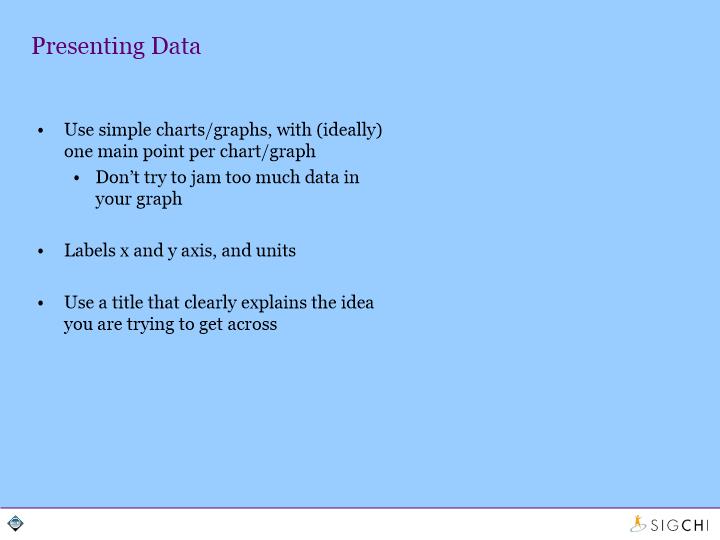 Presenting Data
• Use simple charts/graphs, with (ideally)
one main point per chart/graph
• Don’t try to jam too much data in
your graph
• Labels x and y axis, and units
• Use a title that clearly explains the idea
you are trying to get across
SIGCHI